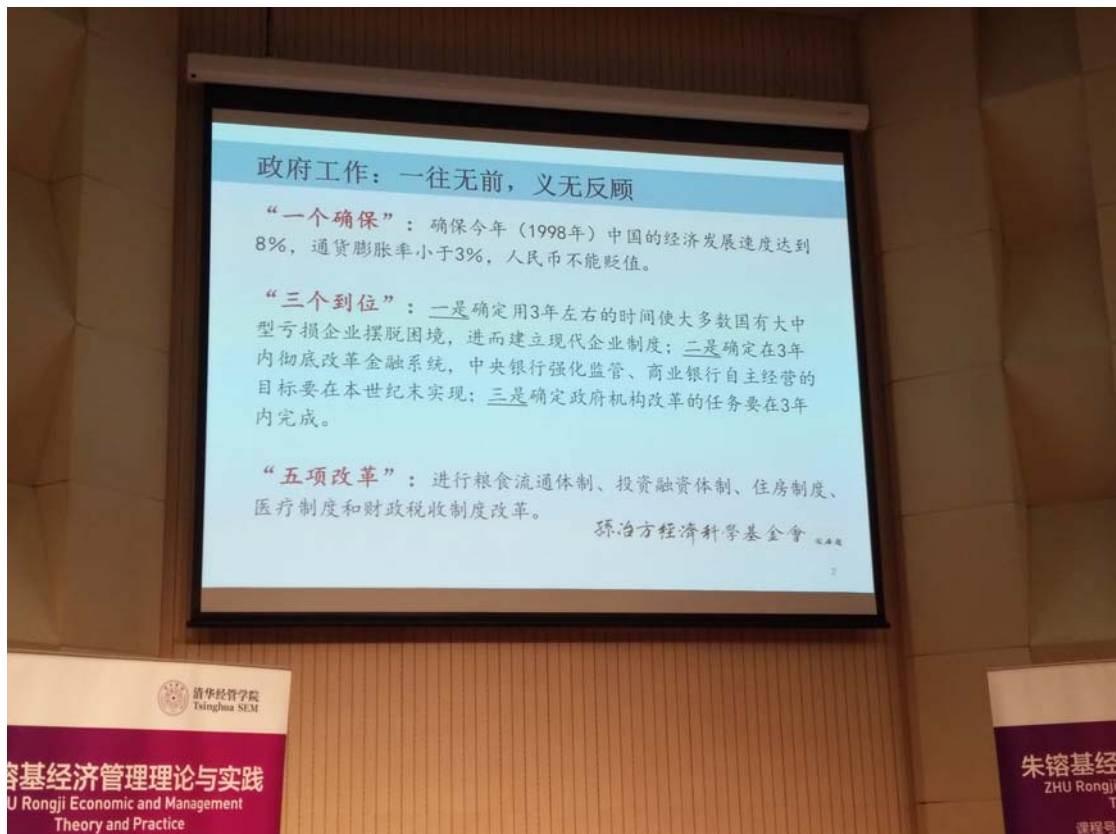 政府工作：一往无前，义无反顾
“一个确保”：确保今年（1998年）中国的经济发展速度达到
8%，通货膨胀率小于3%，人民币不能贬值。
“三个到位”：一是确定用3年左右的时间使大多数国有大中
型亏损企业摆脱困境，进而建立现代企业制度；二是确定在3年
内彻底改革金融系统，中央银行强化监管、商业银行自主经营的
目标要在本世纪末实现；三是确定政府机构改革的任务要在3年
内完成。
“五项改革”：进行粮食流通体制、投资融资体制、住房制度、
医疗制度和财政税收制度改革。
孫冶方經濟科学基金會
2
清华经管学院
Tsinghua SEM
镕基经济管理理论与实践
U Rongji Economic and Management
Theory and Practice
朱镕基经
ZHU Rongji
T
课程号